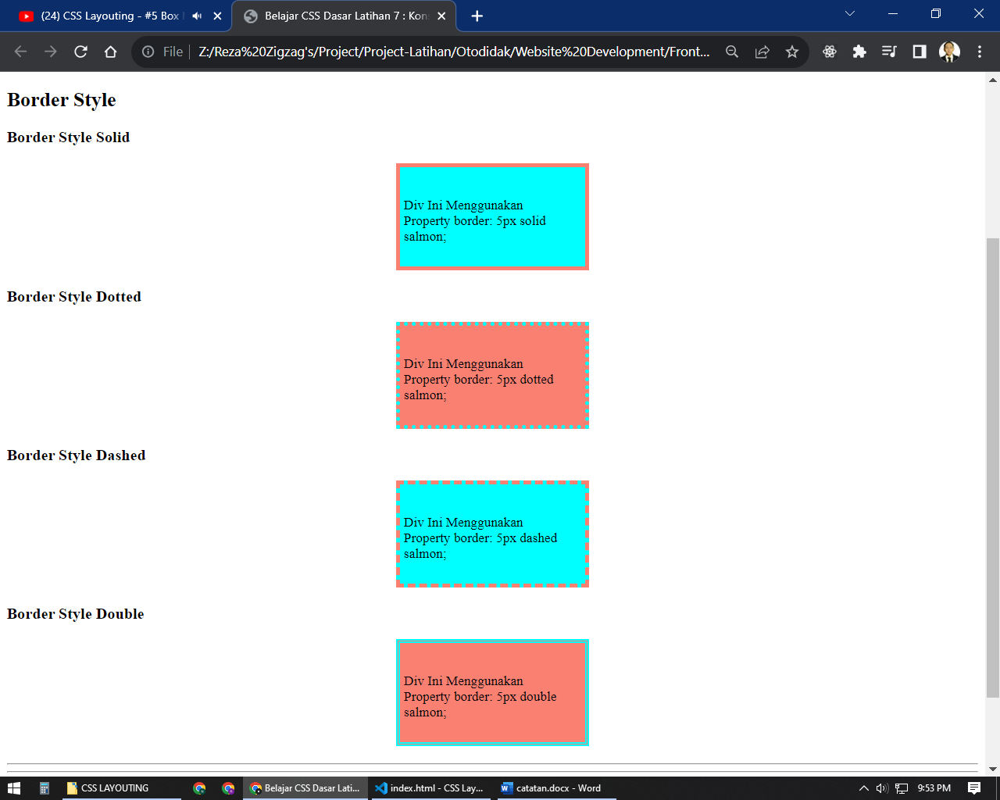 (24) CSS Layouting - #5 Box
Belajar CSS Dasar Latihan 7 : Kon
File
Z:/Reza%20Zigzag's/Project/Project-Latihan/Otodidak/Website%20Development/Front...
Border Style
Border Style Solid
Div Ini Menggunakan
Property border: 5px solid
salmon;
Border Style Dotted
Div Ini Menggunakan
Property border: 5px dotted
salmon;
Border Style Dashed
Div Ini Menggunakan
Property border: 5px dashed
salmon;
Border Style Double
Div Ini Menggunakan
Property border: 5px double
salmon;
CSS LAYOUTING
Belajar CSS Dasar Lati...
index.html - CSS Lay...
catatan.docx - Word
9:53 PM